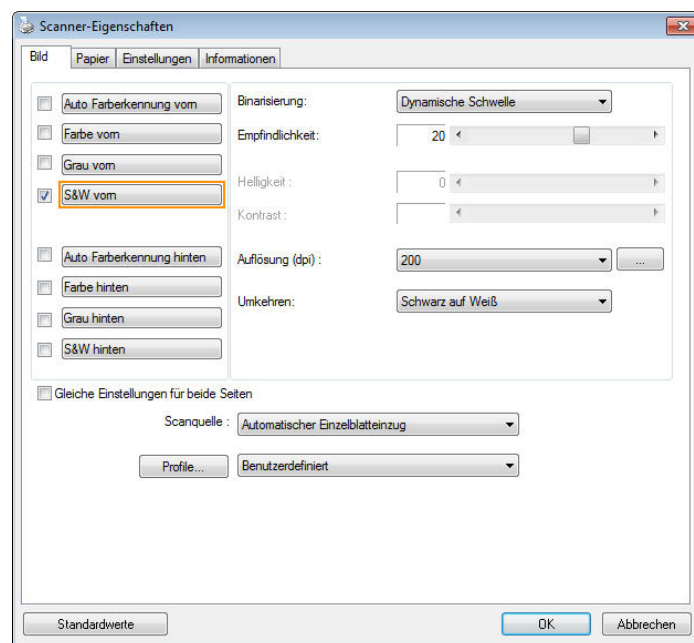 Scanner-Eigenschaften
Bild Papier Einstellungen Informationen
Auto Farberkennung vorn
Farbe vorn
Grau vorn
S&W vorn
Auto Farberkennung hinten
Farbe hinten
Grau hinten
S&W hinten
Binarisierung: Dynamische Schwelle
Empfindlichkeit: 20
Helligkeit : 0
Kontrast :
Auflösung (dpi) : 200 ...
Umkehren: Schwarz auf Weiß
Gleiche Einstellungen für beide Seiten
Scanquelle : Automatischer Einzelblatteinzug
Profile... Benutzerdefiniert
Standardwerte OK Abbrechen